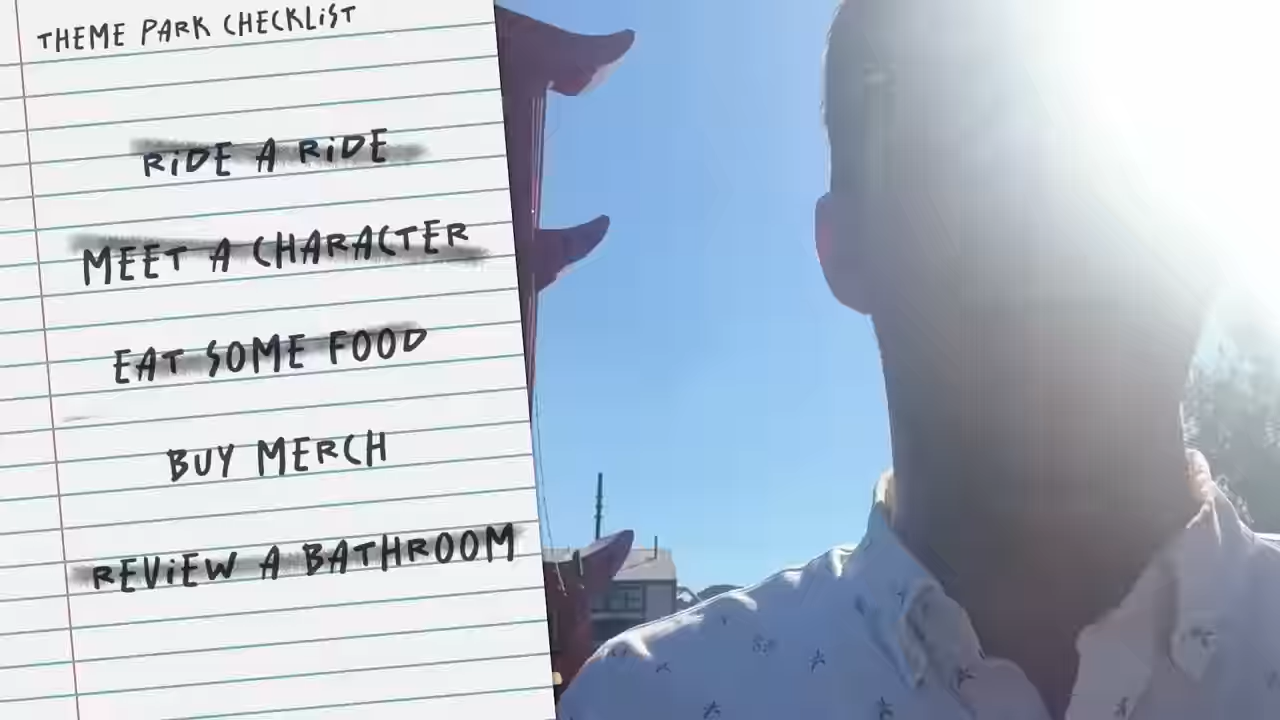 THEME PARK CHECKLIST
RiDE A RiDE
MEET A CHARACTER
EAT SOME FOOD
BUY MERCH
REViEW A BATHROOM